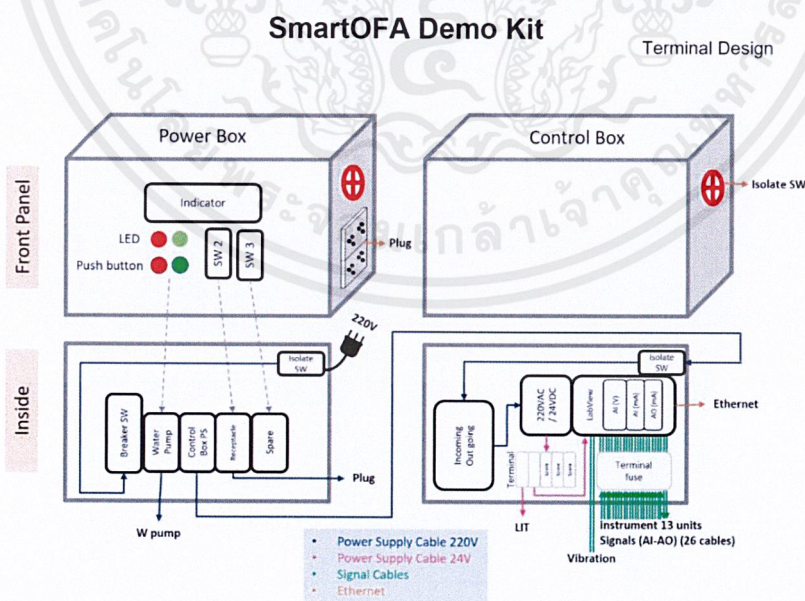 SmartOFA Demo Kit
Terminal Design
Power Box
Control Box
Front Panel
Indicator
LED
Push button
SW 2
SW 3
Plug
Isolate SW
220V
Inside
Isolate SW
Breaker SW
Water Pump
Control Box PS
Receptacle
Spare
Plug
W pump
Isolate SW
Incoming
Out going
220VAC
/ 24VDC
LabView
AI (V)
AI (mA)
AO (mA)
Ethernet
Terminal
Spare
Spare
Spare
Terminal
fuse
LIT
Instrument 13 units
Signals (AI-AO) (26 cables)
Vibration
• Power Supply Cable 220V
• Power Supply Cable 24V
• Signal Cables
• Ethernet